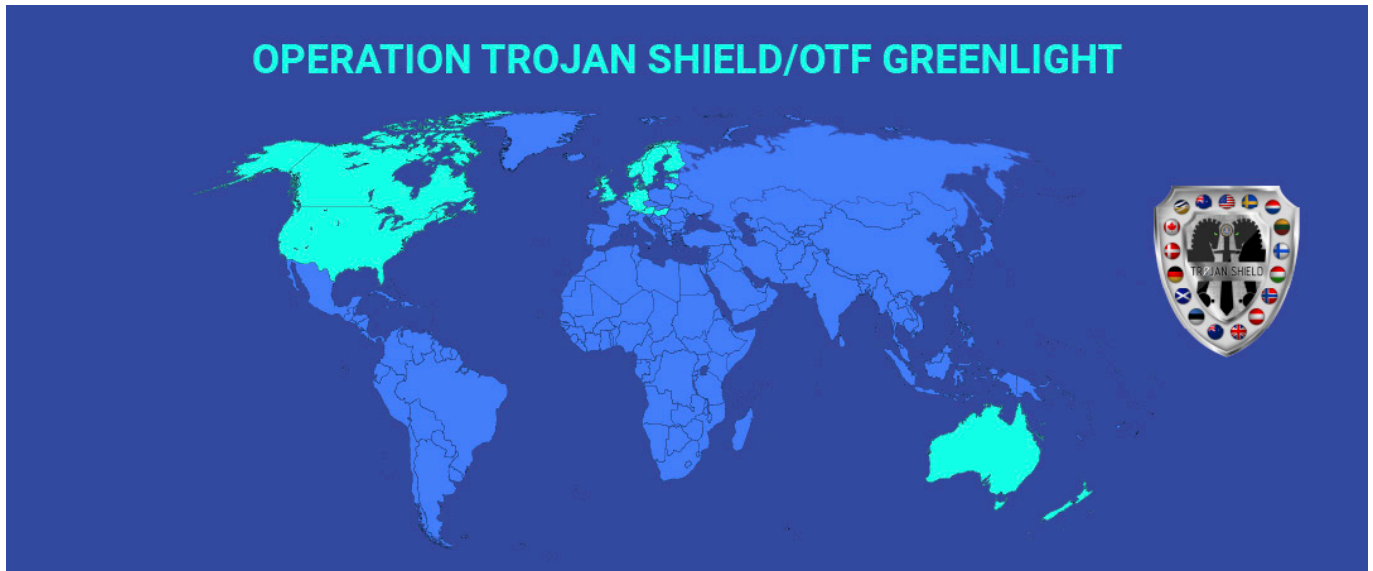 OPERATION TROJAN SHIELD/OTF GREENLIGHT
TROJAN SHIELD